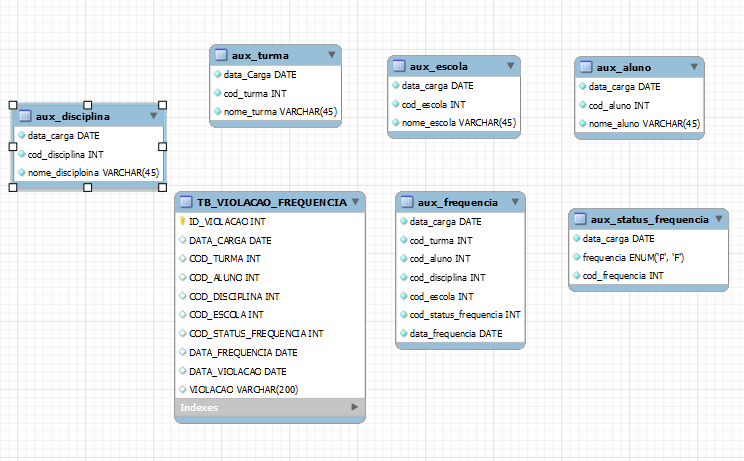 aux_turma
data_Carga DATE
cod_turma INT
nome_turma VARCHAR(45)
aux_escola
data_carga DATE
cod_escola INT
nome_escola VARCHAR(45)
aux_aluno
data_carga DATE
cod_aluno INT
nome_aluno VARCHAR(45)
aux_disciplina
data_carga DATE
cod_disciplina INT
nome_disciploina VARCHAR(45)
TB_VIOLACAO_FREQUENCIA
ID_VIOLACAO INT
DATA_CARGA DATE
COD_TURMA INT
COD_ALUNO INT
COD_DISCIPLINA INT
COD_ESCOLA INT
COD_STATUS_FREQUENCIA INT
DATA_FREQUENCIA DATE
DATA_VIOLACAO DATE
VIOLACAO VARCHAR(200)
Indexes
aux_frequencia
data_carga DATE
cod_turma INT
cod_aluno INT
cod_disciplina INT
cod_escola INT
cod_status_frequencia INT
data_frequencia DATE
aux_status_frequencia
data_carga DATE
frequencia ENUM('P', 'F')
cod_frequencia INT